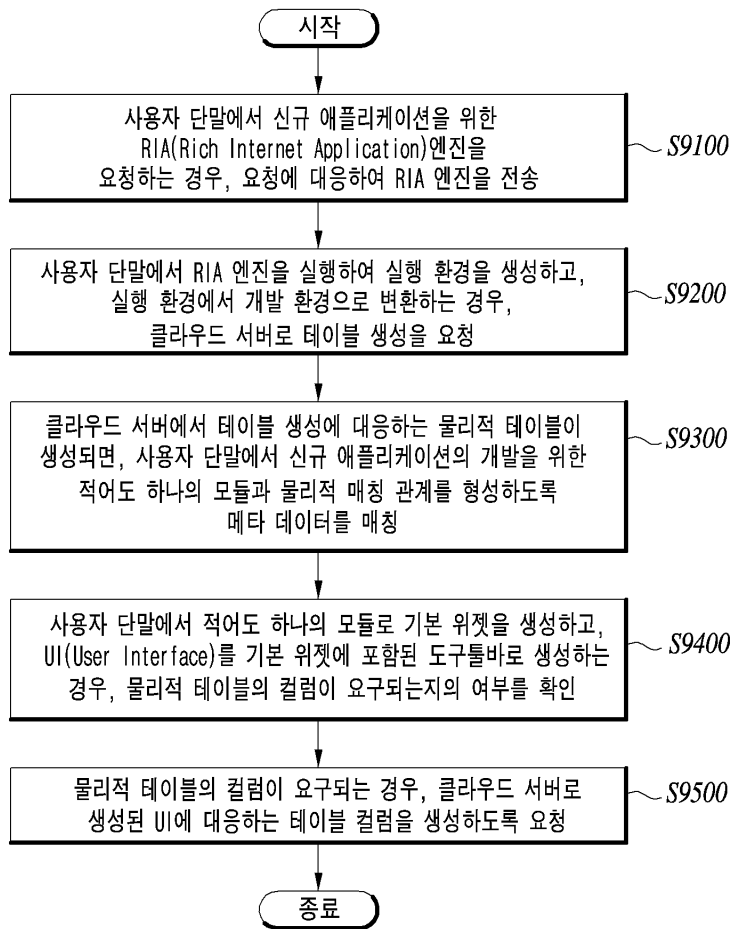 시작
사용자 단말에서 신규 애플리케이션을 위한
RIA(Rich Internet Application)엔진을
요청하는 경우, 요청에 대응하여 RIA 엔진을 전송
S9100
사용자 단말에서 RIA 엔진을 실행하여 실행 환경을 생성하고,
실행 환경에서 개발 환경으로 변환하는 경우,
클라우드 서버로 테이블 생성을 요청
S9200
클라우드 서버에서 테이블 생성에 대응하는 물리적 테이블이
생성되면, 사용자 단말에서 신규 애플리케이션의 개발을 위한
적어도 하나의 모듈과 물리적 매칭 관계를 형성하도록
메타 데이터를 매칭
S9300
사용자 단말에서 적어도 하나의 모듈로 기본 위젯을 생성하고,
UI(User Interface)를 기본 위젯에 포함된 도구툴바로 생성하는
경우, 물리적 테이블의 컬럼이 요구되는지의 여부를 확인
S9400
물리적 테이블의 컬럼이 요구되는 경우, 클라우드 서버로
생성된 UI에 대응하는 테이블 컬럼을 생성하도록 요청
S9500
종료